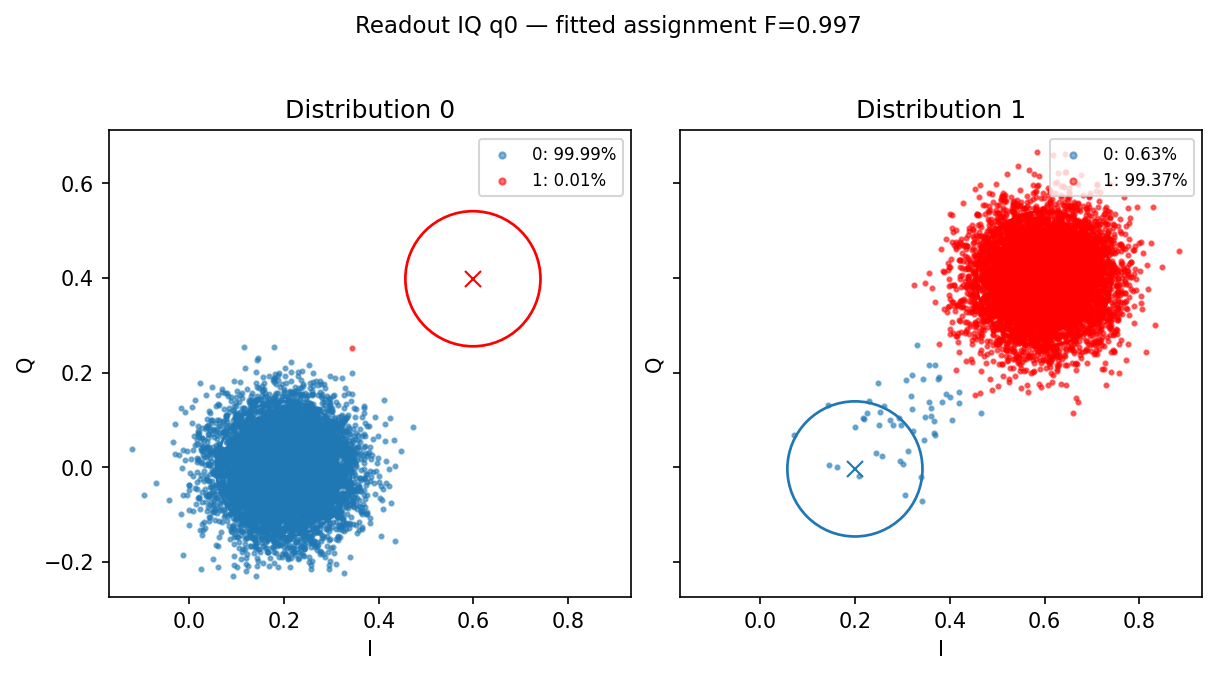 Readout IQ q0 — fitted assignment F=0.997
Distribution 0
0: 99.99%
1: 0.01%
Q
0.6
0.4
0.2
0.0
−0.2
0.0 0.2 0.4 0.6 0.8
I
Distribution 1
0: 0.63%
1: 99.37%
Q
0.0 0.2 0.4 0.6 0.8
I